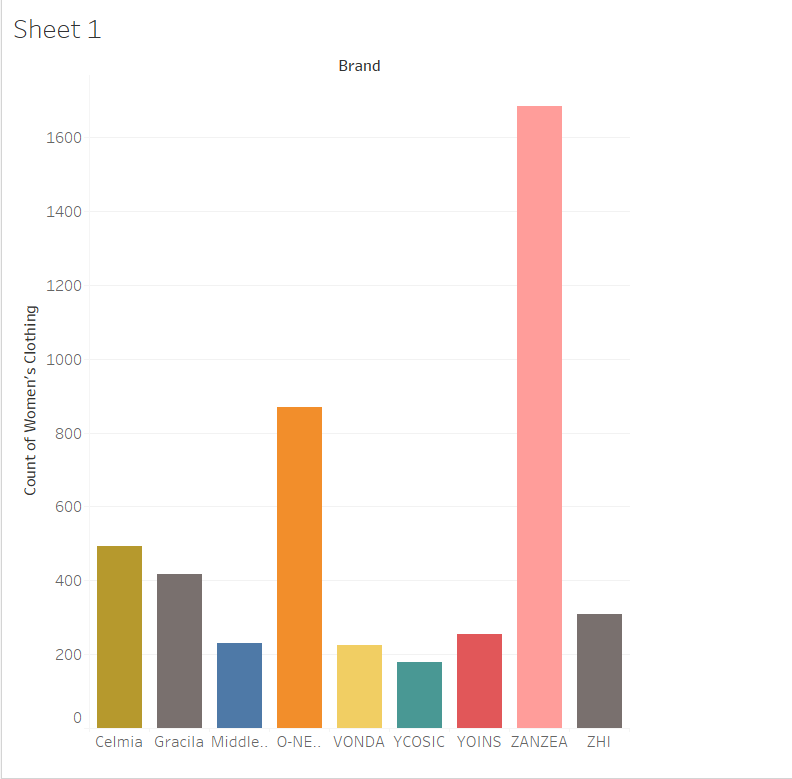 Sheet 1
Brand
Count of Women's Clothing
1600
1400
1200
1000
800
600
400
200
0
Celmia Gracila Middle.. O-NE.. VONDA YCOSIC YOINS ZANZEA ZHI